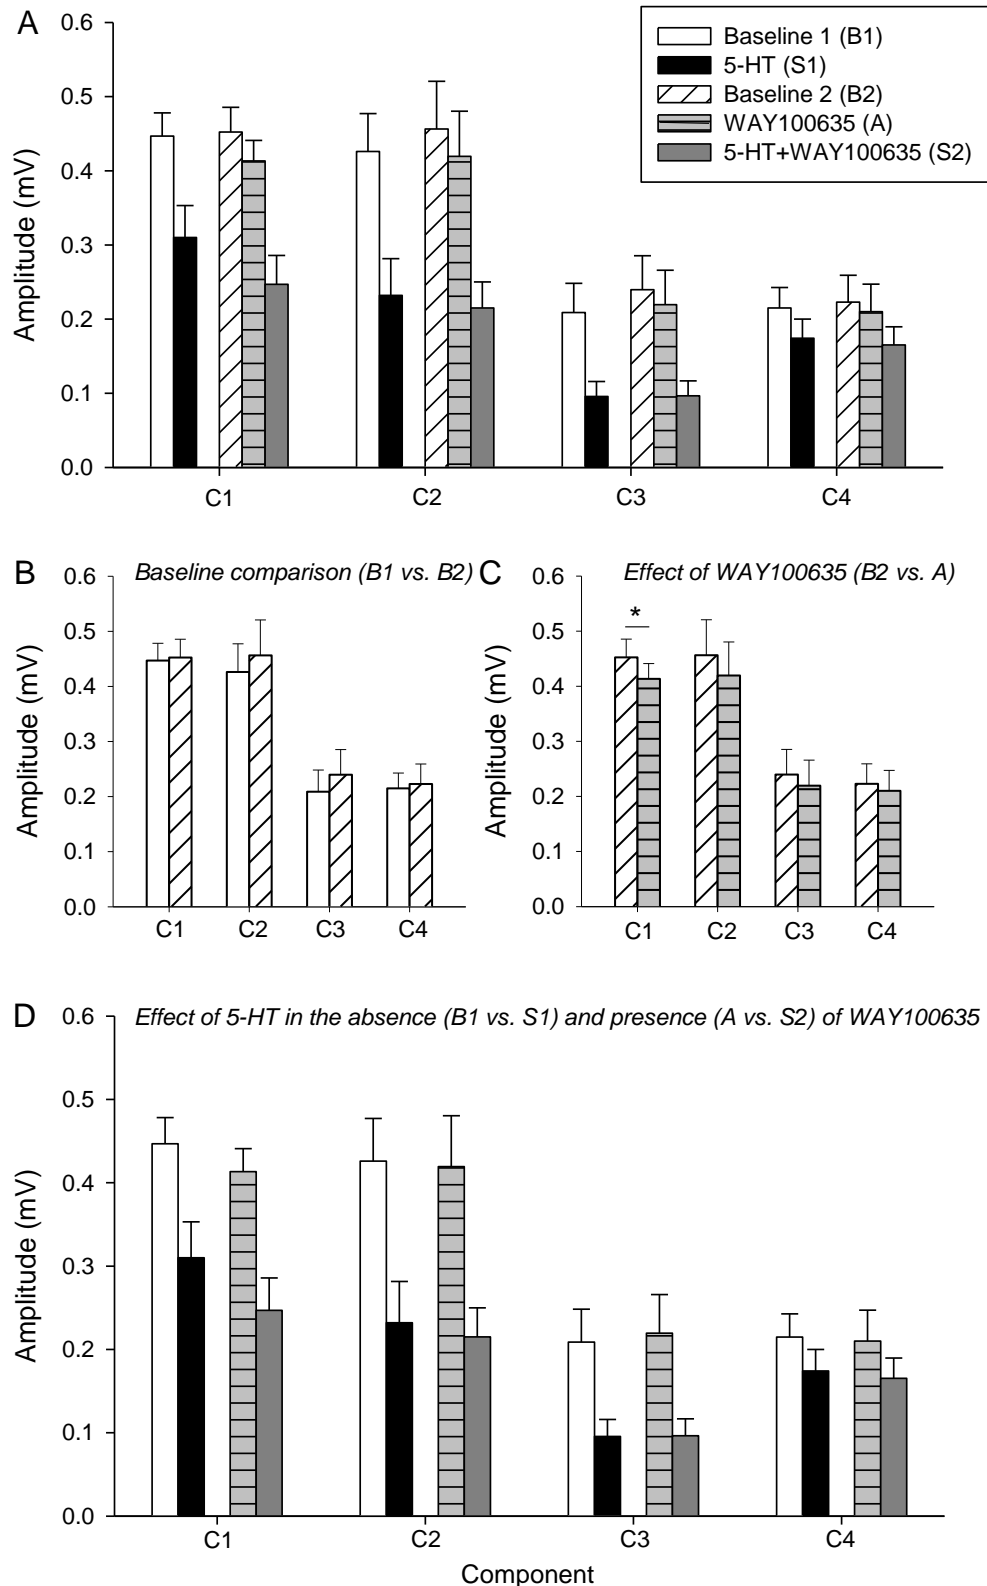 A
0.6
0.5
0.4
0.3
0.2
0.1
0.0
Amplitude (mV)
Baseline 1 (B1)
5-HT (S1)
Baseline 2 (B2)
WAY100635 (A)
5-HT+WAY100635 (S2)
C1 C2 C3 C4
B
Baseline comparison (B1 vs. B2)
0.6
0.5
0.4
0.3
0.2
0.1
0.0
Amplitude (mV)
C1 C2 C3 C4
C
Effect of WAY100635 (B2 vs. A)
0.6
0.5
0.4
0.3
0.2
0.1
0.0
Amplitude (mV)
*
C1 C2 C3 C4
D
Effect of 5-HT in the absence (B1 vs. S1) and presence (A vs. S2) of WAY100635
0.6
0.5
0.4
0.3
0.2
0.1
0.0
Amplitude (mV)
C1 C2 C3 C4
Component